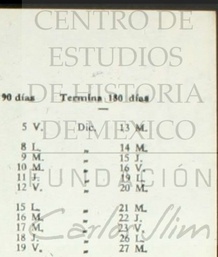 CENTRO DE
ESTUDIOS
DE HISTORIA
DE MEXICO
FUNDACIÓN
Carlos Slim
90 días Termina 180 días
5 V. Dic. 13 M.
8 L. „ 14 M.
9 M. „ 15 J.
10 M. „ 16 V.
11 J. „ 19 L.
12 V. „ 20 M.
15 L. „ 21 M.
16 M. „ 22 J.
17 M. „ 23 V.
18 J. „ 26 L.
19 V. „ 27 M.